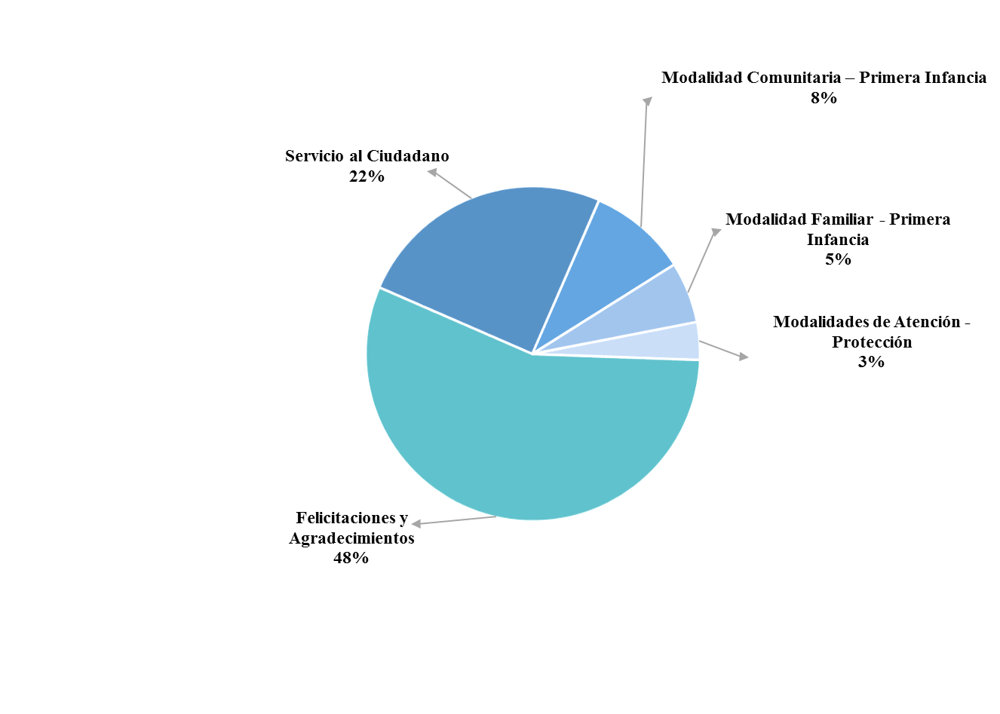 Modalidad Comunitaria – Primera Infancia
8%
Servicio al Ciudadano
22%
Modalidad Familiar - Primera
Infancia
5%
Modalidades de Atención -
Protección
3%
Felicitaciones y
Agradecimientos
48%